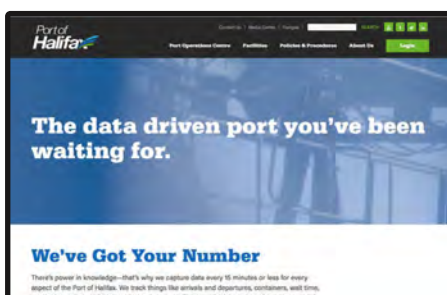 Port of
Halifax
Contact Us | Media Centre | Français | SEARCH
Port Operations Centre Facilities Policies & Procedures About Us Login
The data driven port you've been
waiting for.
We've Got Your Number
There's power in knowledge—that's why we capture data every 15 minutes or less for every
aspect of the Port of Halifax. We track things like arrivals and departures, containers, wait time,